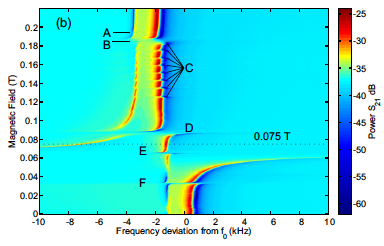 (b)
0.2
0.18
0.16
0.14
0.12
0.1
0.08
0.06
0.04
0.02
0
Magnetic Field (T)
A
B
C
D
E
F
0.075 T
-10 -8 -6 -4 -2 0 2 4 6 8 10
Frequency deviation from f0 (kHz)
-25
-30
-35
-40
-45
-50
-55
-60
Power S21 dB